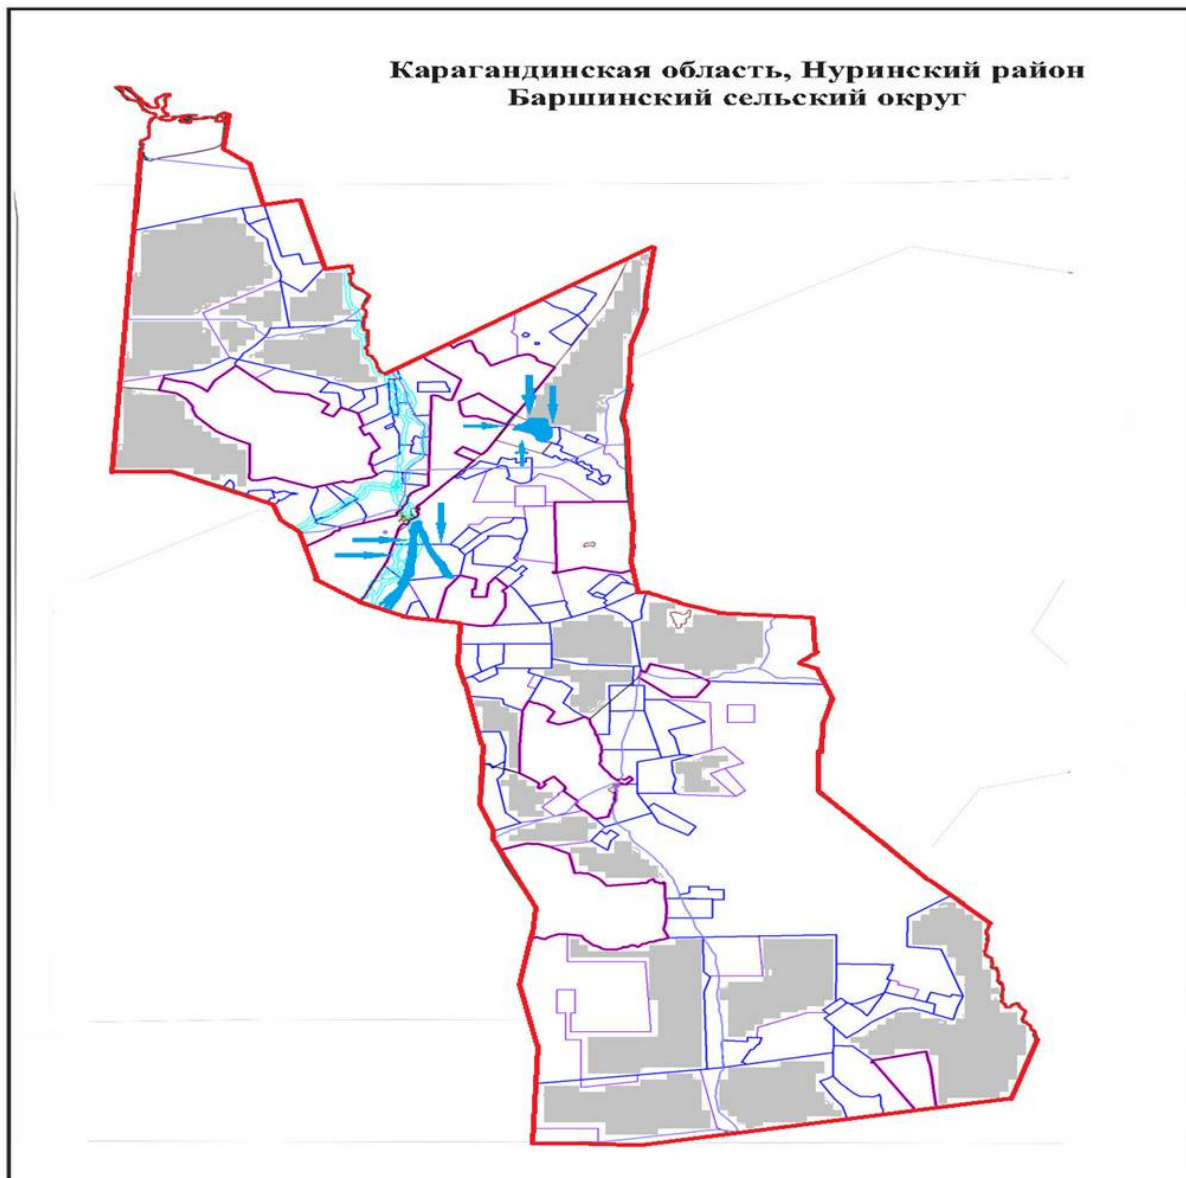 Карагандинская область, Нуринский район
Баршинский сельский округ